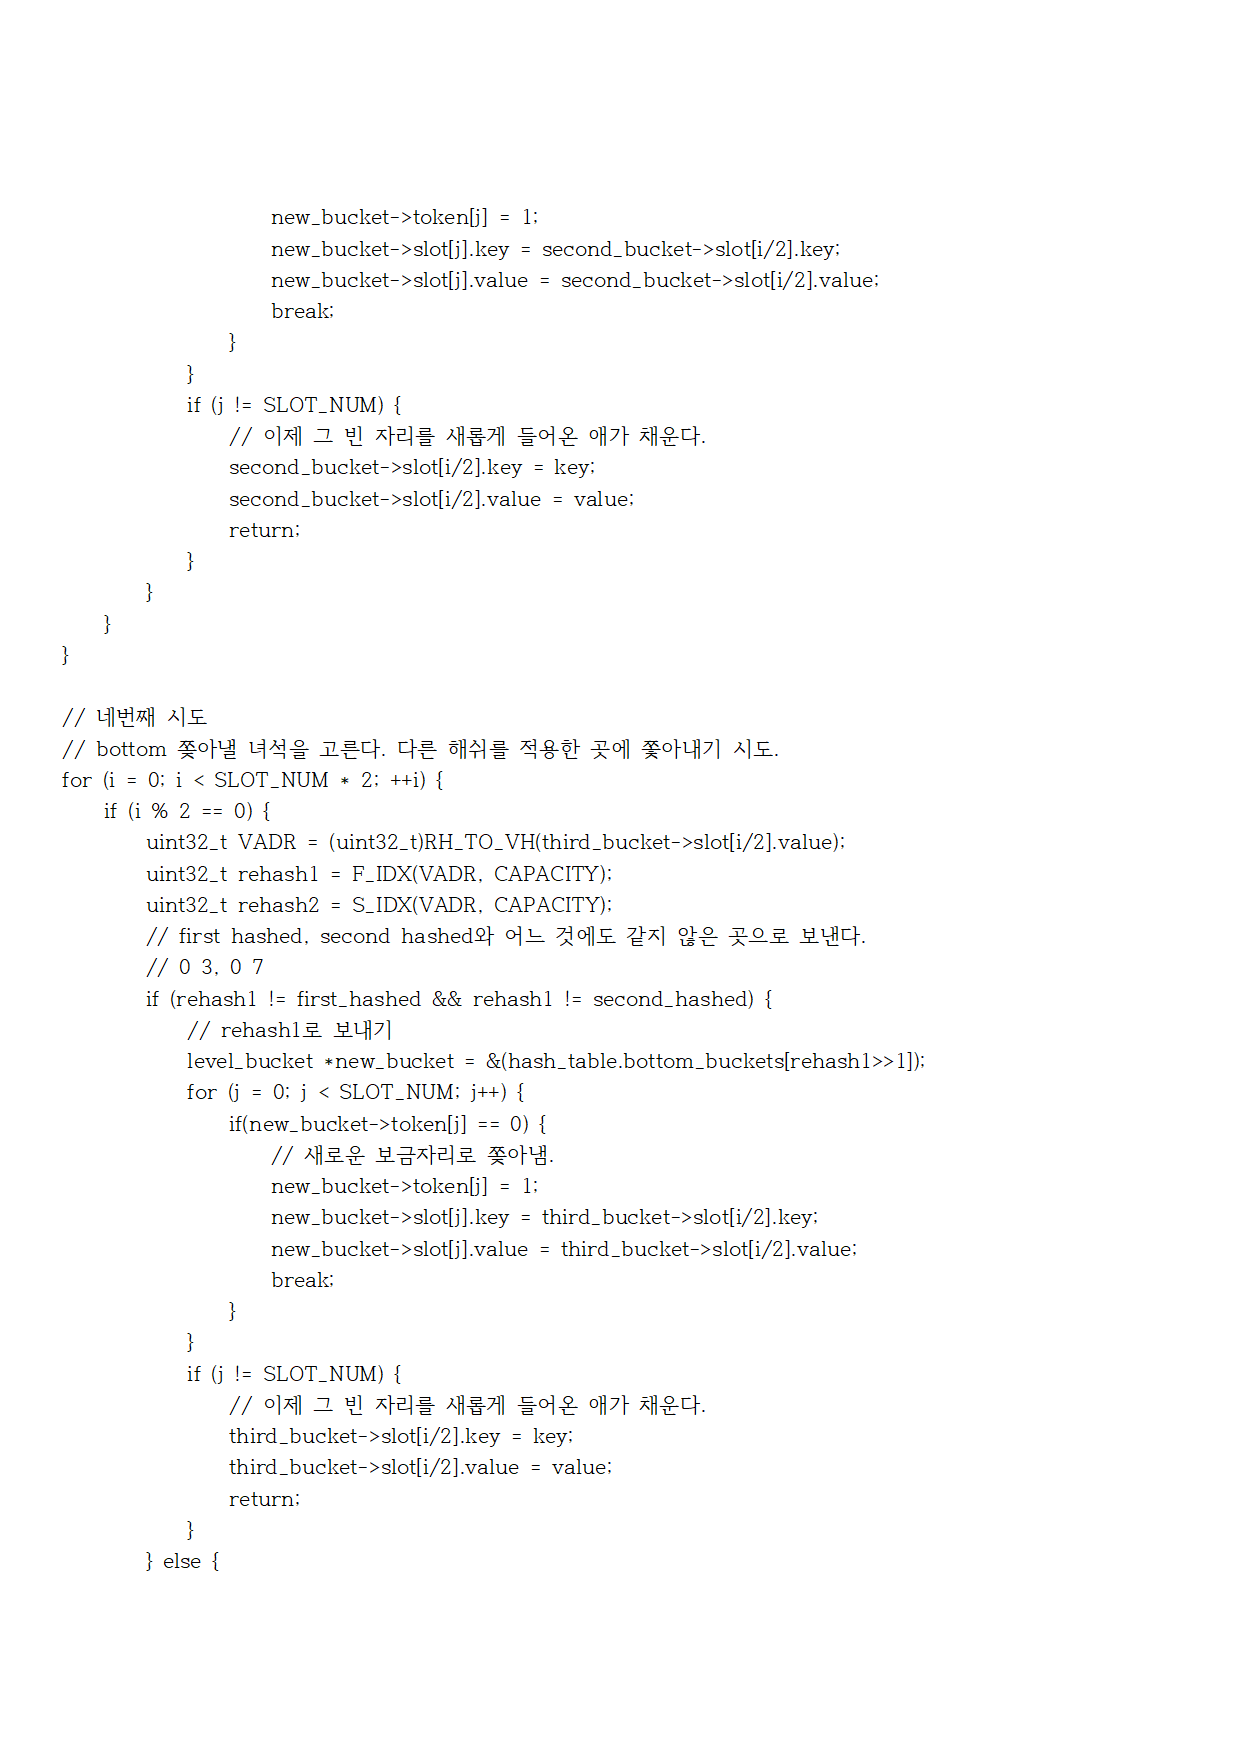 new_bucket->token[j] = 1;
new_bucket->slot[j].key = second_bucket->slot[i/2].key;
new_bucket->slot[j].value = second_bucket->slot[i/2].value;
break;
}
}
if (j != SLOT_NUM) {
// 이제 그 빈 자리를 새롭게 들어온 애가 채운다.
second_bucket->slot[i/2].key = key;
second_bucket->slot[i/2].value = value;
return;
}
}
}
}
// 네번째 시도
// bottom 쫒아낼 녀석을 고른다. 다른 해쉬를 적용한 곳에 쫓아내기 시도.
for (i = 0; i < SLOT_NUM * 2; ++i) {
if (i % 2 == 0) {
uint32_t VADR = (uint32_t)RH_TO_VH(third_bucket->slot[i/2].value);
uint32_t rehash1 = F_IDX(VADR, CAPACITY);
uint32_t rehash2 = S_IDX(VADR, CAPACITY);
// first hashed, second hashed와 어느 것에도 같지 않은 곳으로 보낸다.
// 0 3, 0 7
if (rehash1 != first_hashed && rehash1 != second_hashed) {
// rehash1로 보내기
level_bucket *new_bucket = &(hash_table.bottom_buckets[rehash1>>1]);
for (j = 0; j < SLOT_NUM; j++) {
if(new_bucket->token[j] == 0) {
// 새로운 보금자리로 쫒아냄.
new_bucket->token[j] = 1;
new_bucket->slot[j].key = third_bucket->slot[i/2].key;
new_bucket->slot[j].value = third_bucket->slot[i/2].value;
break;
}
}
if (j != SLOT_NUM) {
// 이제 그 빈 자리를 새롭게 들어온 애가 채운다.
third_bucket->slot[i/2].key = key;
third_bucket->slot[i/2].value = value;
return;
}
} else {